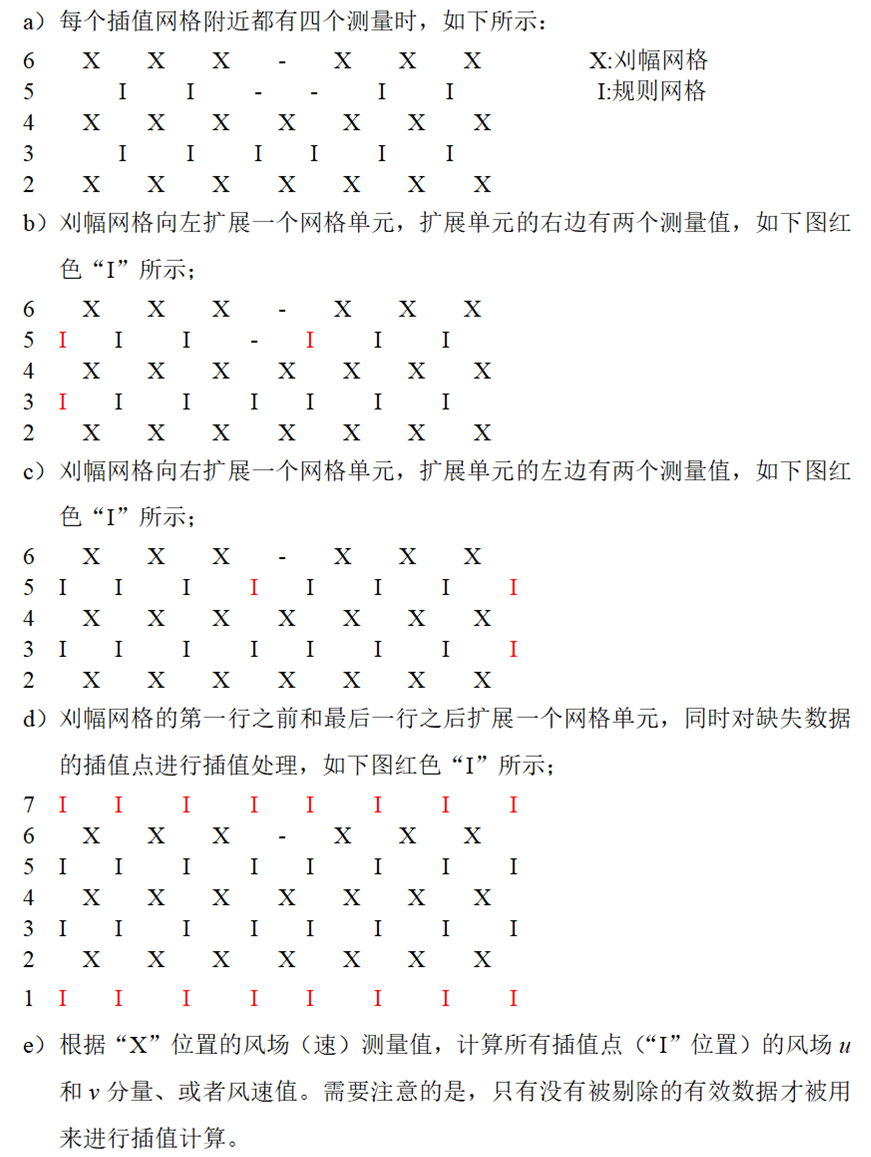 a）每个插值网格附近都有四个测量时，如下所示：
6 X X X - X X X X:刈幅网格
5 I I - - I I I:规则网格
4 X X X X X X X
3 I I I I I I
2 X X X X X X X
b）刈幅网格向左扩展一个网格单元，扩展单元的右边有两个测量值，如下图红
色“I”所示；
6 X X X - X X X
5 I I I - I I I
4 X X X X X X X
3 I I I I I I I
2 X X X X X X X
c）刈幅网格向右扩展一个网格单元，扩展单元的左边有两个测量值，如下图红
色“I”所示；
6 X X X - X X X
5 I I I I I I I I
4 X X X X X X X
3 I I I I I I I I
2 X X X X X X X
d）刈幅网格的第一行之前和最后一行之后扩展一个网格单元，同时对缺失数据
的插值点进行插值处理，如下图红色“I”所示；
7 I I I I I I I I
6 X X X - X X X
5 I I I I I I I I
4 X X X X X X X
3 I I I I I I I I
2 X X X X X X X
1 I I I I I I I I
e）根据“X”位置的风场（速）测量值，计算所有插值点（“I”位置）的风场 u
和 v 分量、或者风速值。需要注意的是，只有没有被剔除的有效数据才被用
来进行插值计算。